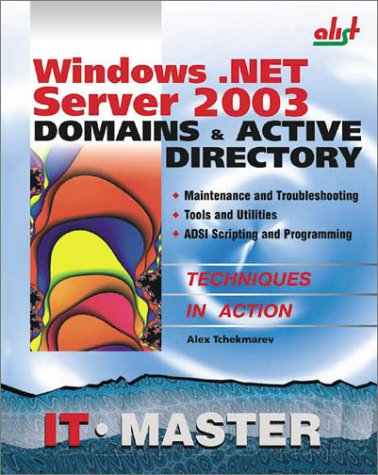 alist
Windows .NET
Server 2003
DOMAINS & ACTIVE
DIRECTORY
Maintenance and Troubleshooting
Tools and Utilities
ADSI Scripting and Programming
TECHNIQUES
IN ACTION
Alex Tchekmarev
IT • MASTER